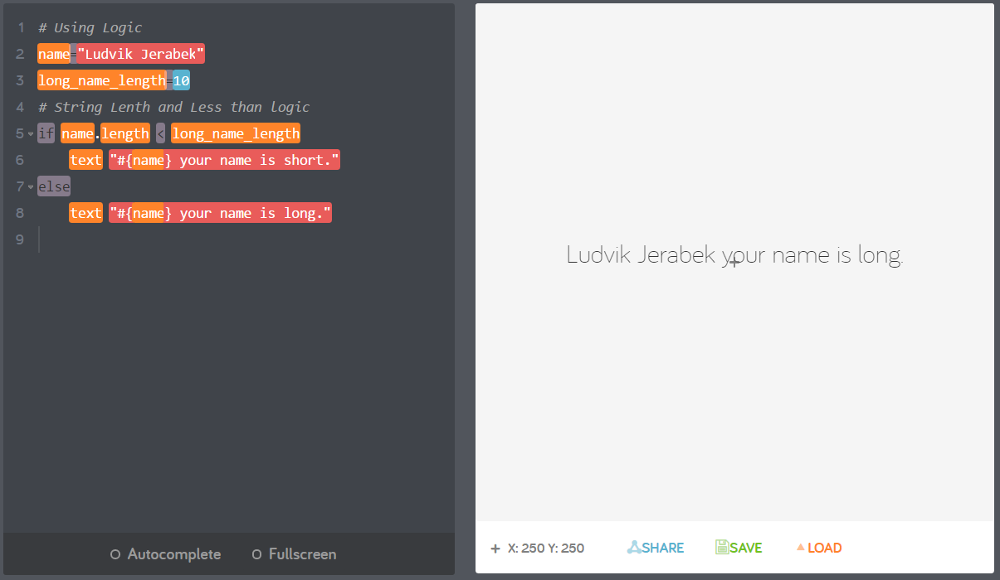 1 # Using Logic
2 name="Ludvik Jerabek"
3 long_name_length=10
4 # String Lenth and Less than logic
5 if name.length < long_name_length
6 text "#{name} your name is short."
7 else
8 text "#{name} your name is long."
9
Autocomplete Fullscreen
Ludvik Jerabek your name is long.
+ X: 250 Y: 250 SHARE SAVE LOAD